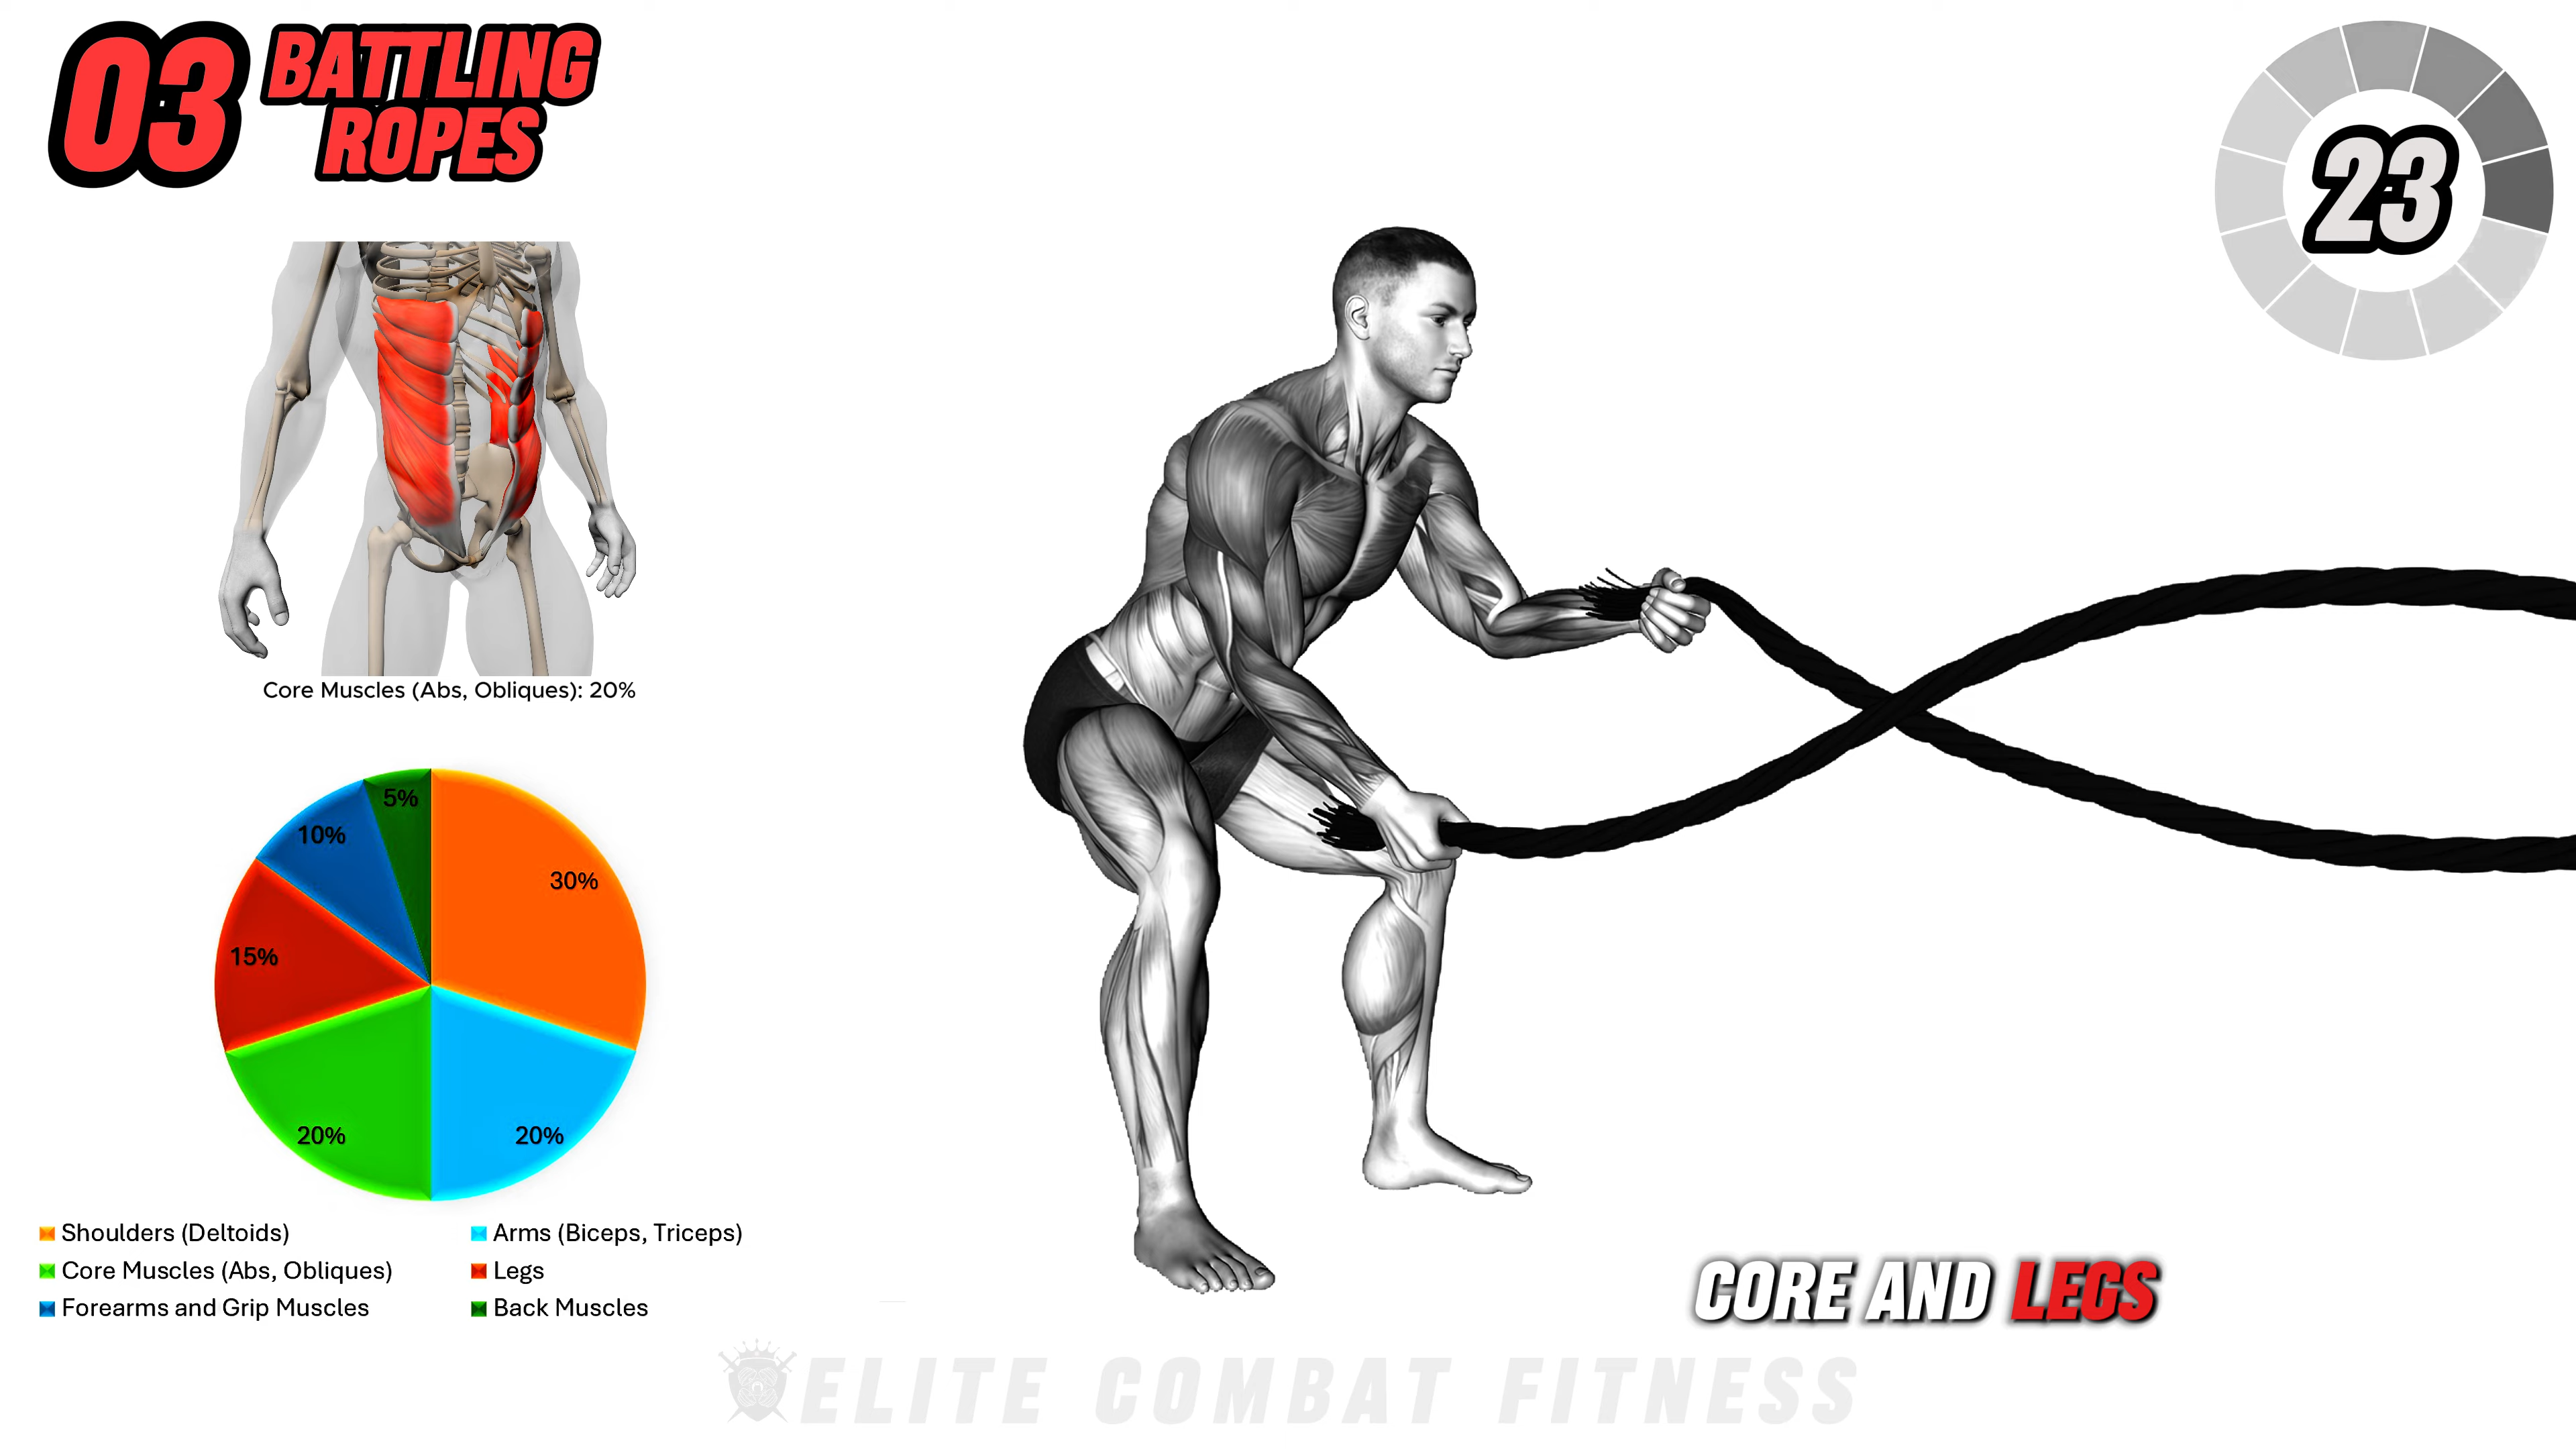 03
BATTLING
ROPES
23
Core Muscles (Abs, Obliques): 20%
5%
10%
30%
15%
20%
20%
Shoulders (Deltoids)
Arms (Biceps, Triceps)
Core Muscles (Abs, Obliques)
Legs
Forearms and Grip Muscles
Back Muscles
CORE AND LEGS
ELITE COMBAT FITNESS